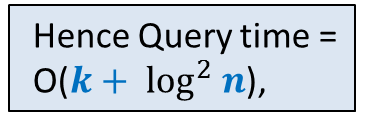 Hence Query time =
O(k + log² n),